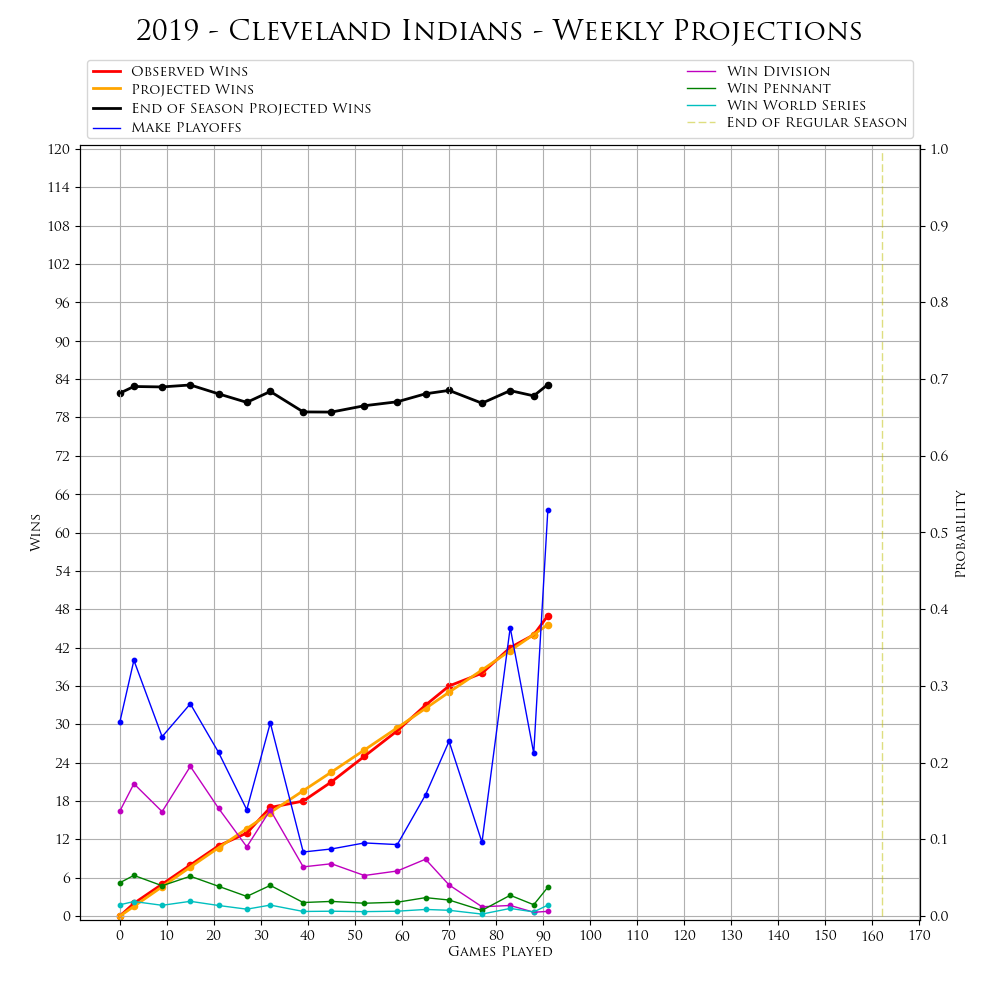 2019 - Cleveland Indians - Weekly Projections
Observed Wins
Projected Wins
End of Season Projected Wins
Make Playoffs
Win Division
Win Pennant
Win World Series
End of Regular Season
120
114
108
102
96
90
84
78
72
66
60
54
48
42
36
30
24
18
12
6
0
Wins
1.0
0.9
0.8
0.7
0.6
0.5
0.4
0.3
0.2
0.1
0.0
Probability
0 10 20 30 40 50 60 70 80 90 100 110 120 130 140 150 160 170
Games Played